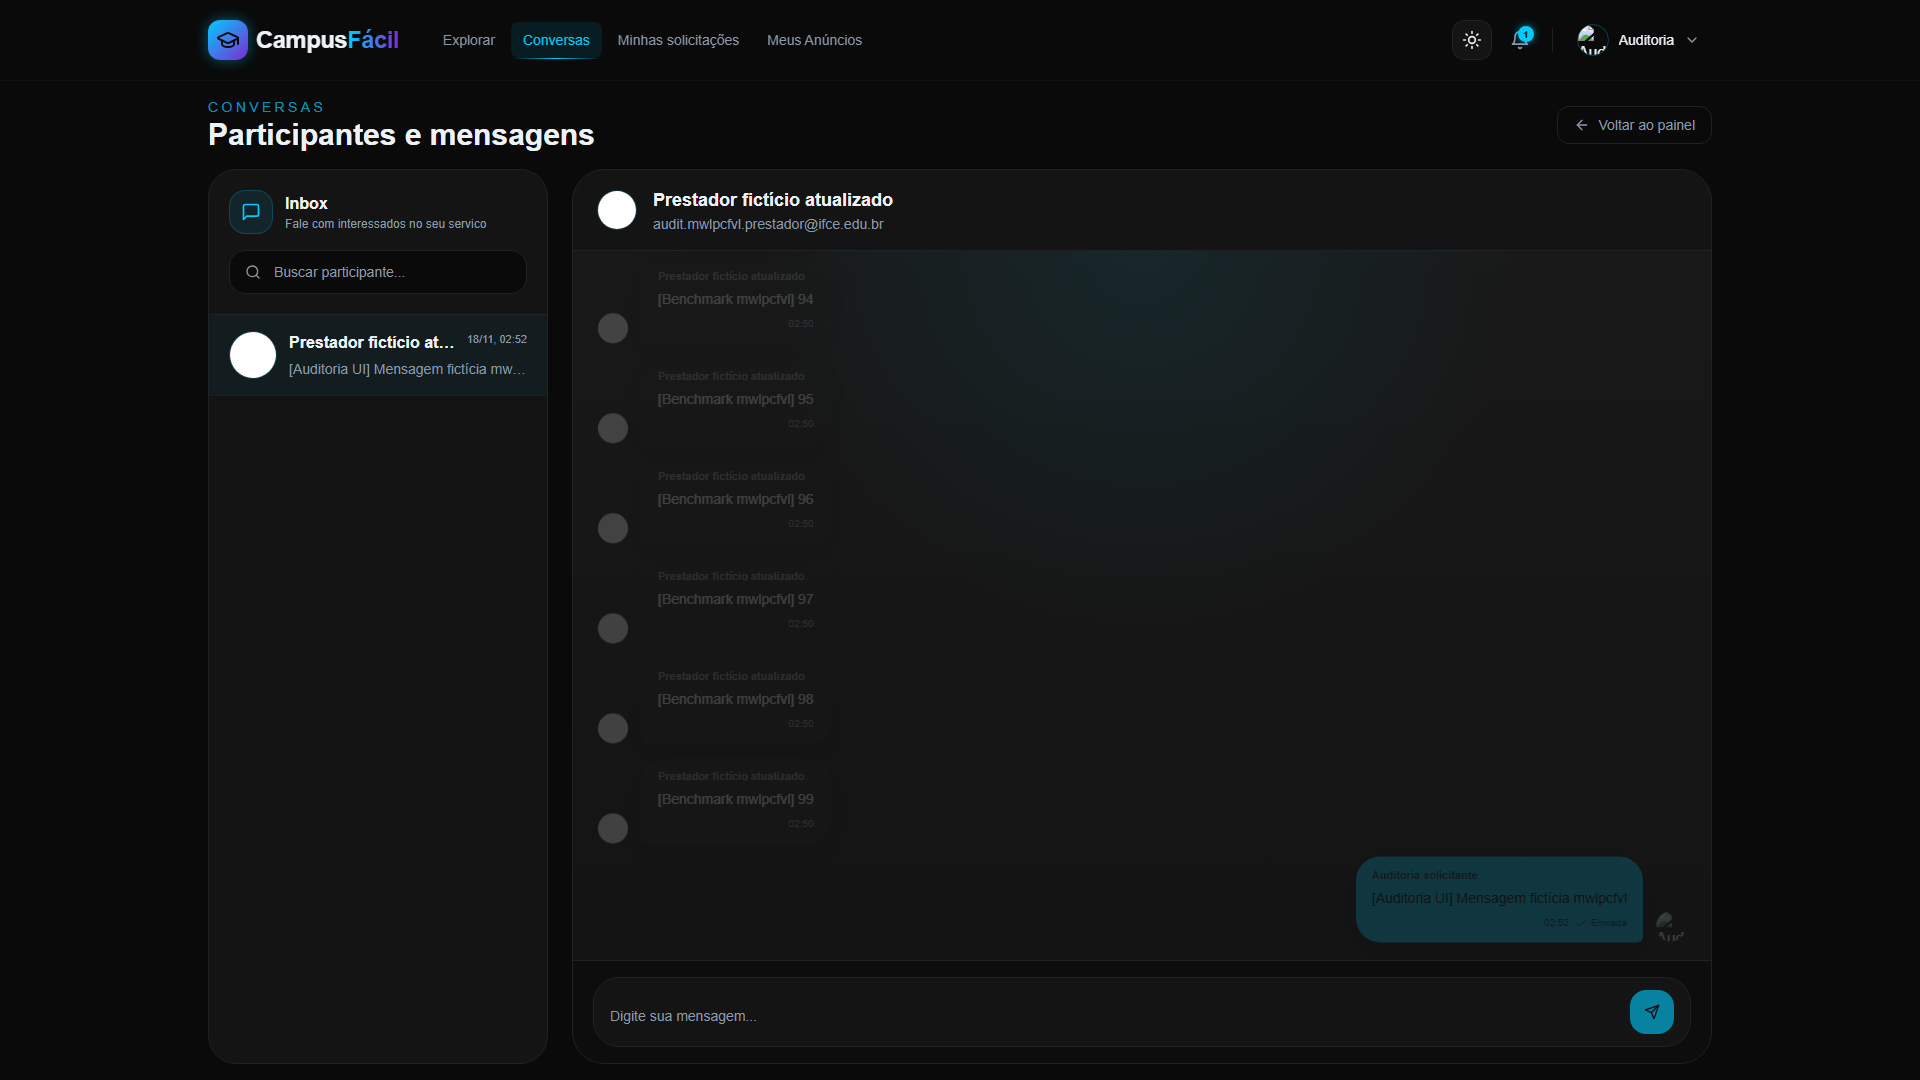 CampusFácil
Explorar
Conversas
Minhas solicitações
Meus Anúncios
1
Auditoria
CONVERSAS
Participantes e mensagens
Voltar ao painel
Inbox
Fale com interessados no seu servico
Buscar participante...
Prestador fictício at...
18/11, 02:52
[Auditoria UI] Mensagem fictícia mw...
Prestador fictício atualizado
audit.mwlpcfvl.prestador@ifce.edu.br
Prestador fictício atualizado
[Benchmark mwlpcfvl] 94
02:50
Prestador fictício atualizado
[Benchmark mwlpcfvl] 95
02:50
Prestador fictício atualizado
[Benchmark mwlpcfvl] 96
02:50
Prestador fictício atualizado
[Benchmark mwlpcfvl] 97
02:50
Prestador fictício atualizado
[Benchmark mwlpcfvl] 98
02:50
Prestador fictício atualizado
[Benchmark mwlpcfvl] 99
02:50
Auditoria solicitante
[Auditoria UI] Mensagem fictícia mwlpcfvl
02:52 Enviada
Digite sua mensagem...